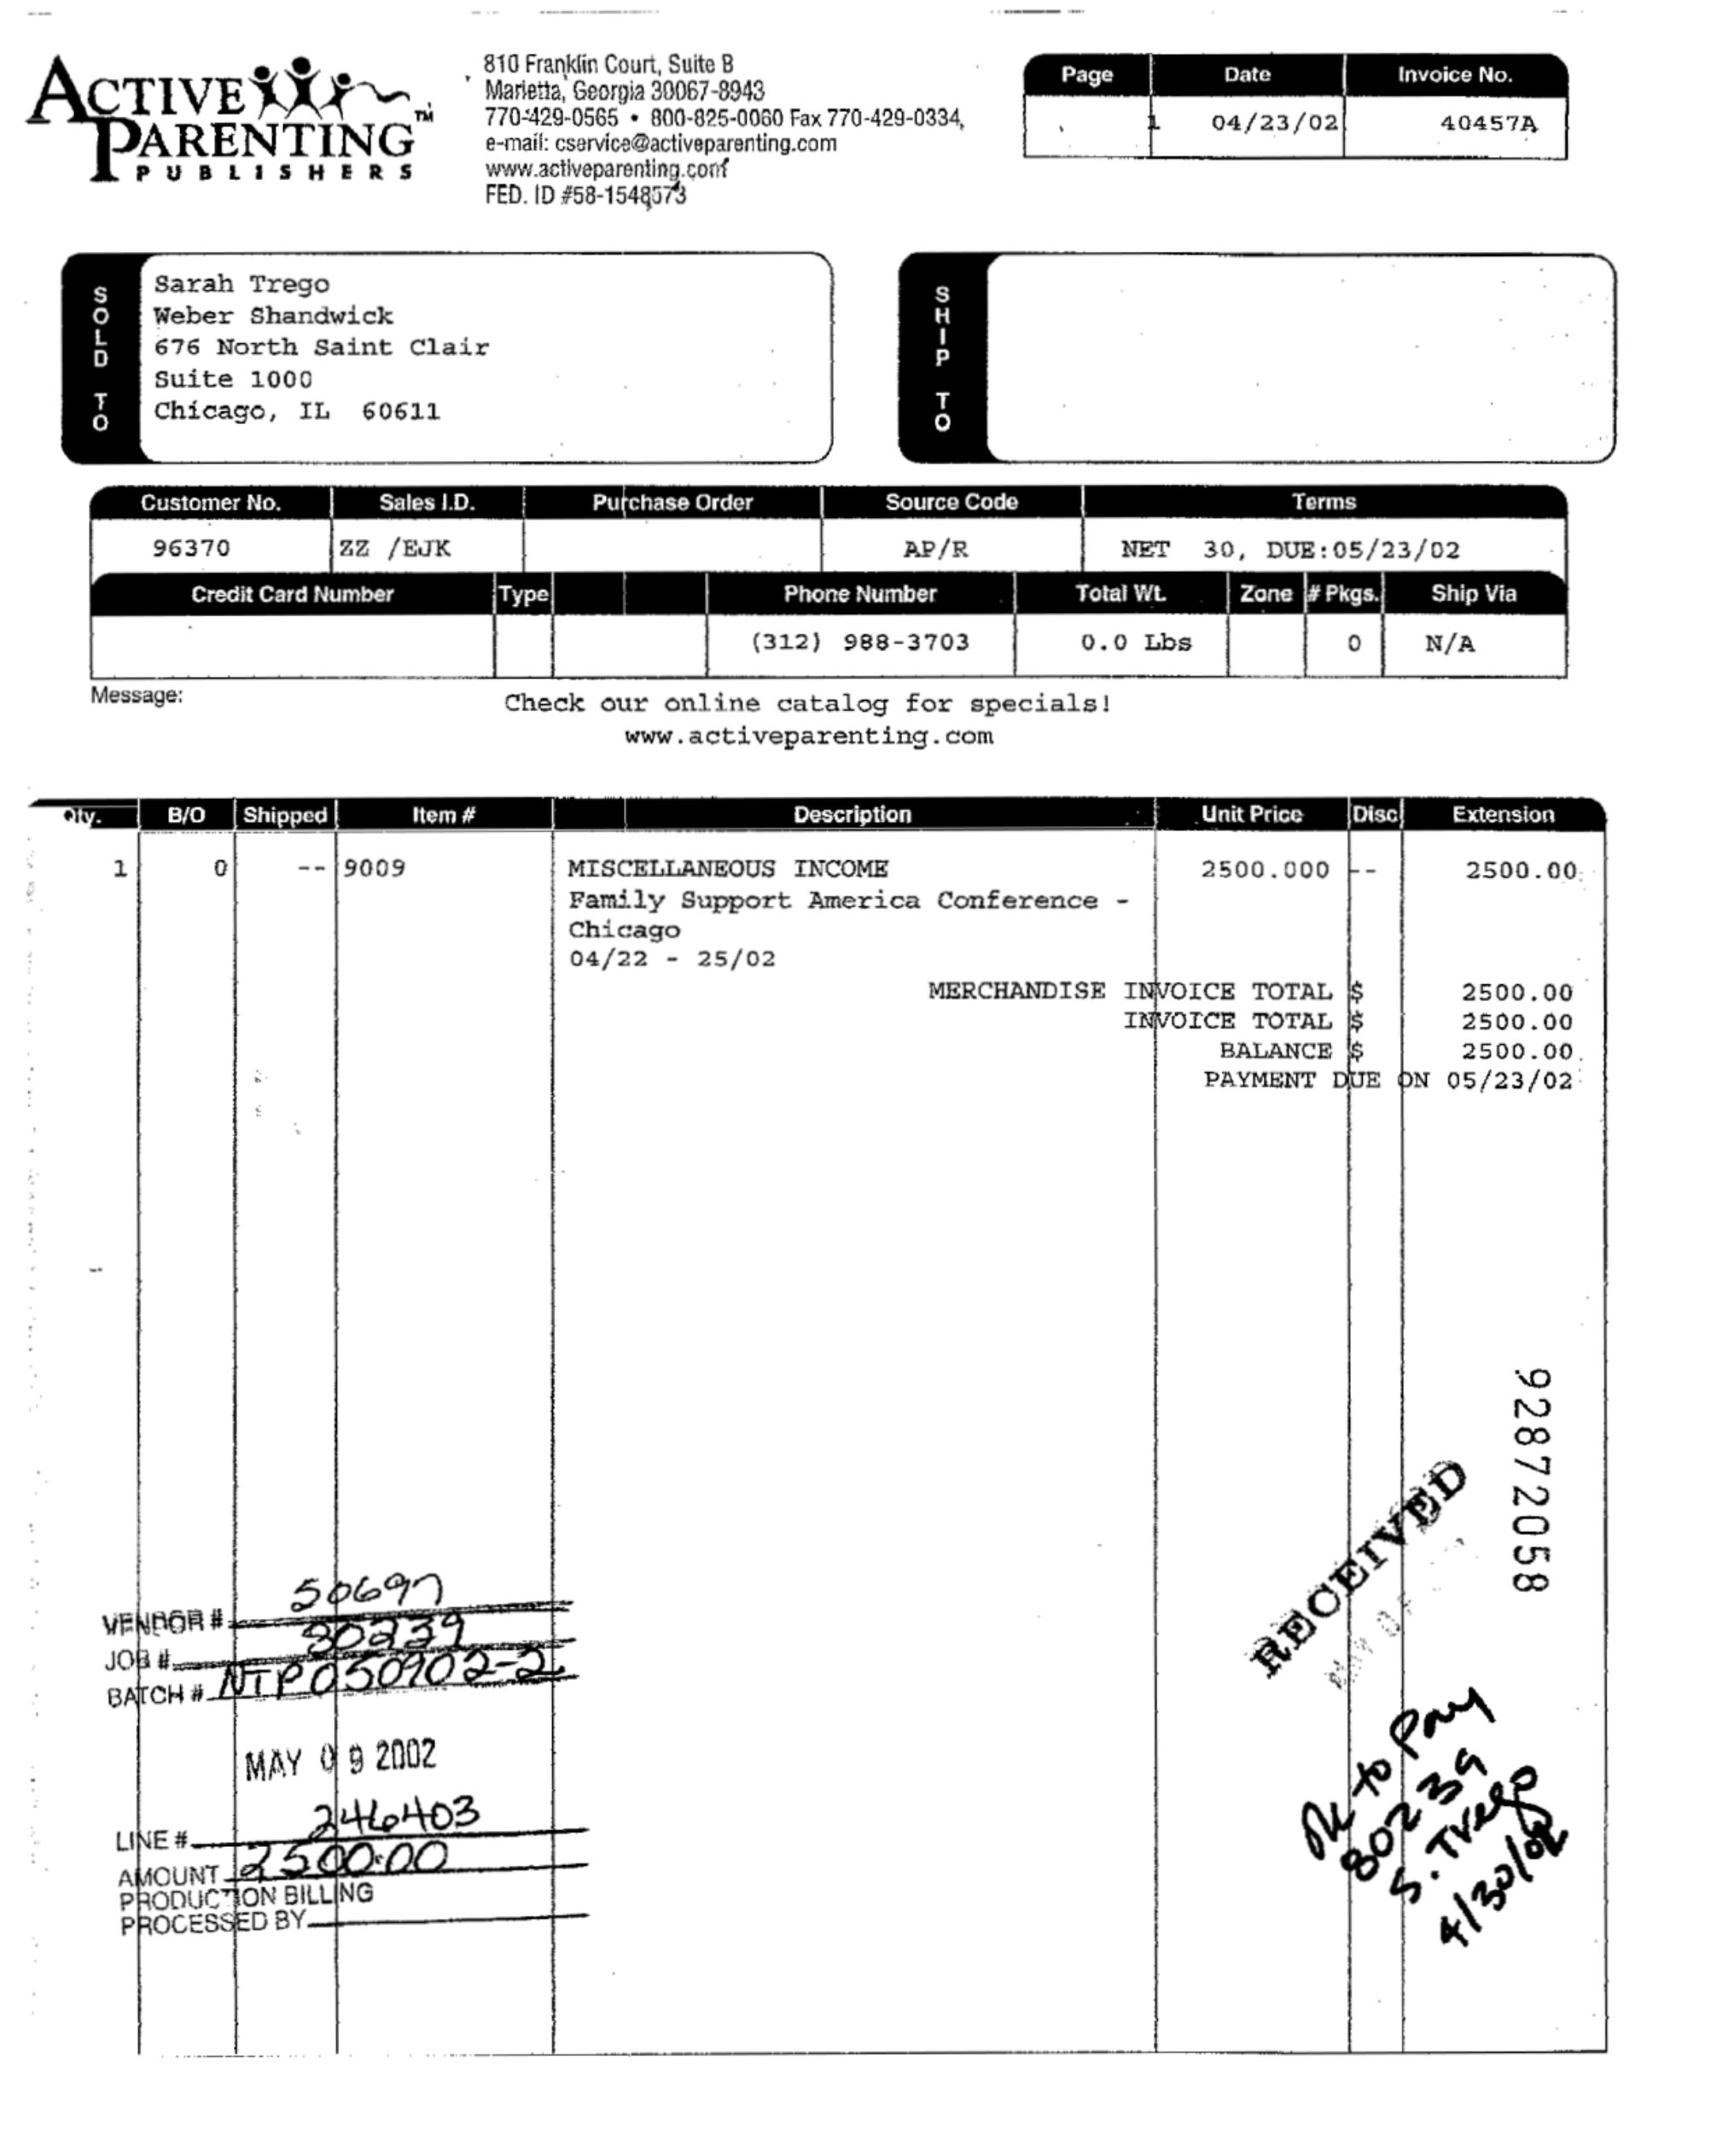 ACTIVE
PARENTING™
PUBLISHERS
810 Franklin Court, Suite B
Marietta, Georgia 30067-8943
770-429-0565 • 800-825-0060 Fax 770-429-0334,
e-mail: cservice@activeparenting.com
www.activeparenting.com
FED. ID #58-1548573
Page Date Invoice No.
1 04/23/02 40457A
SOLD TO
Sarah Trego
Weber Shandwick
676 North Saint Clair
Suite 1000
Chicago, IL 60611
SHIP TO
Customer No. Sales I.D. Purchase Order Source Code Terms
96370 ZZ /EJK AP/R NET 30, DUE:05/23/02
Credit Card Number Type Phone Number Total Wt. Zone # Pkgs. Ship Via
(312) 988-3703 0.0 Lbs 0 N/A
Message:
Check our online catalog for specials!
www.activeparenting.com
Qty. B/O Shipped Item # Description Unit Price Disc Extension
1 0 -- 9009 MISCELLANEOUS INCOME 2500.000 -- 2500.00
Family Support America Conference -
Chicago
04/22 - 25/02
MERCHANDISE INVOICE TOTAL $ 2500.00
INVOICE TOTAL $ 2500.00
BALANCE $ 2500.00
PAYMENT DUE ON 05/23/02
92872058
RECEIVED
VENDOR # 50697
JOB # 80239
BATCH # NTP050902-2
MAY 09 2002
LINE # 246403
AMOUNT 2500.00
PRODUCTION BILLING
PROCESSED BY
Ok to Pay
80239
S. Trego
4/30/02